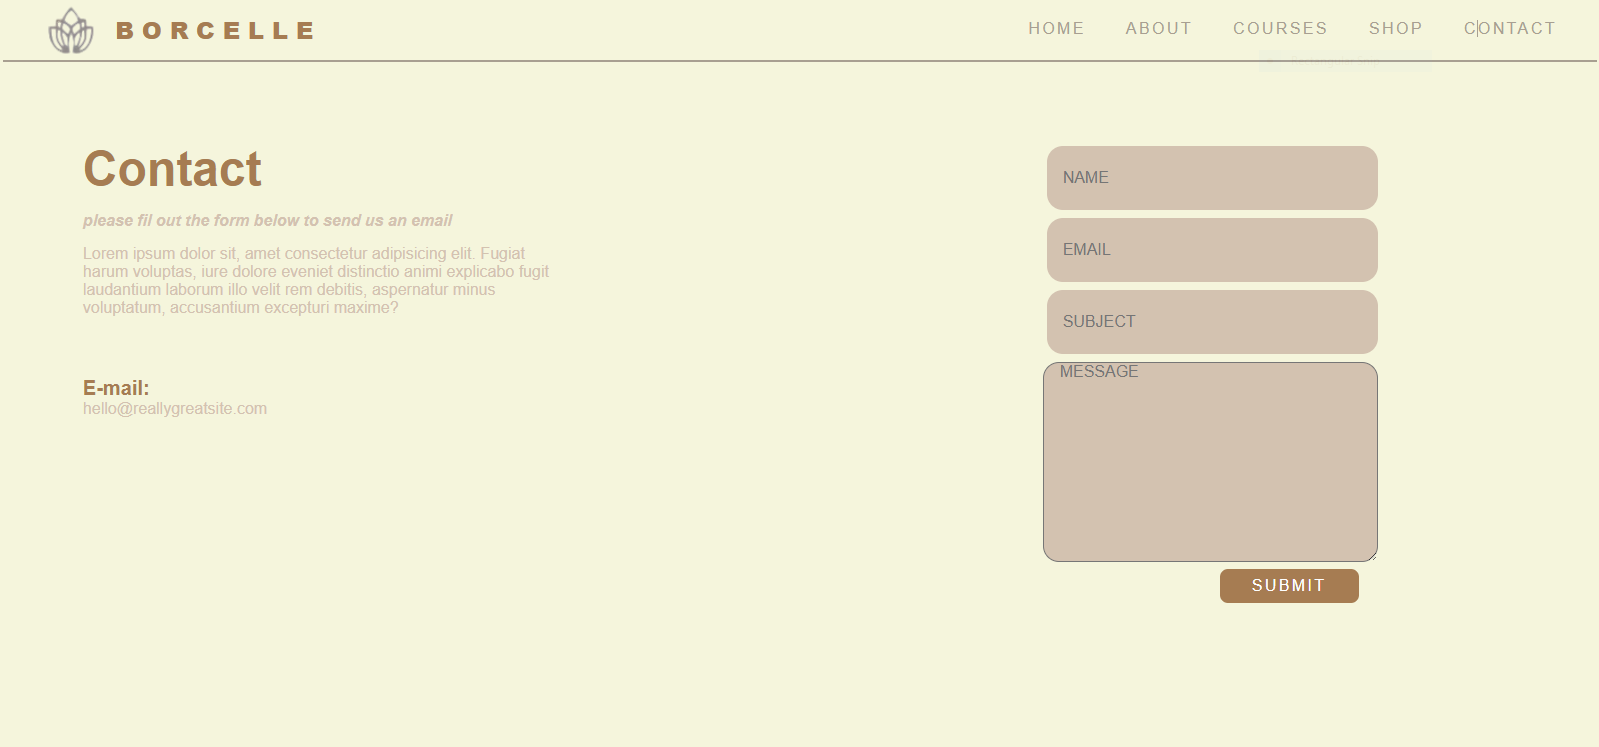 BORCELLE
HOME ABOUT COURSES SHOP CONTACT
Contact
please fil out the form below to send us an email
Lorem ipsum dolor sit, amet consectetur adipisicing elit. Fugiat
harum voluptas, iure dolore eveniet distinctio animi explicabo fugit
laudantium laborum illo velit rem debitis, aspernatur minus
voluptatum, accusantium excepturi maxime?
E-mail:
hello@reallygreatsite.com
NAME
EMAIL
SUBJECT
MESSAGE
SUBMIT